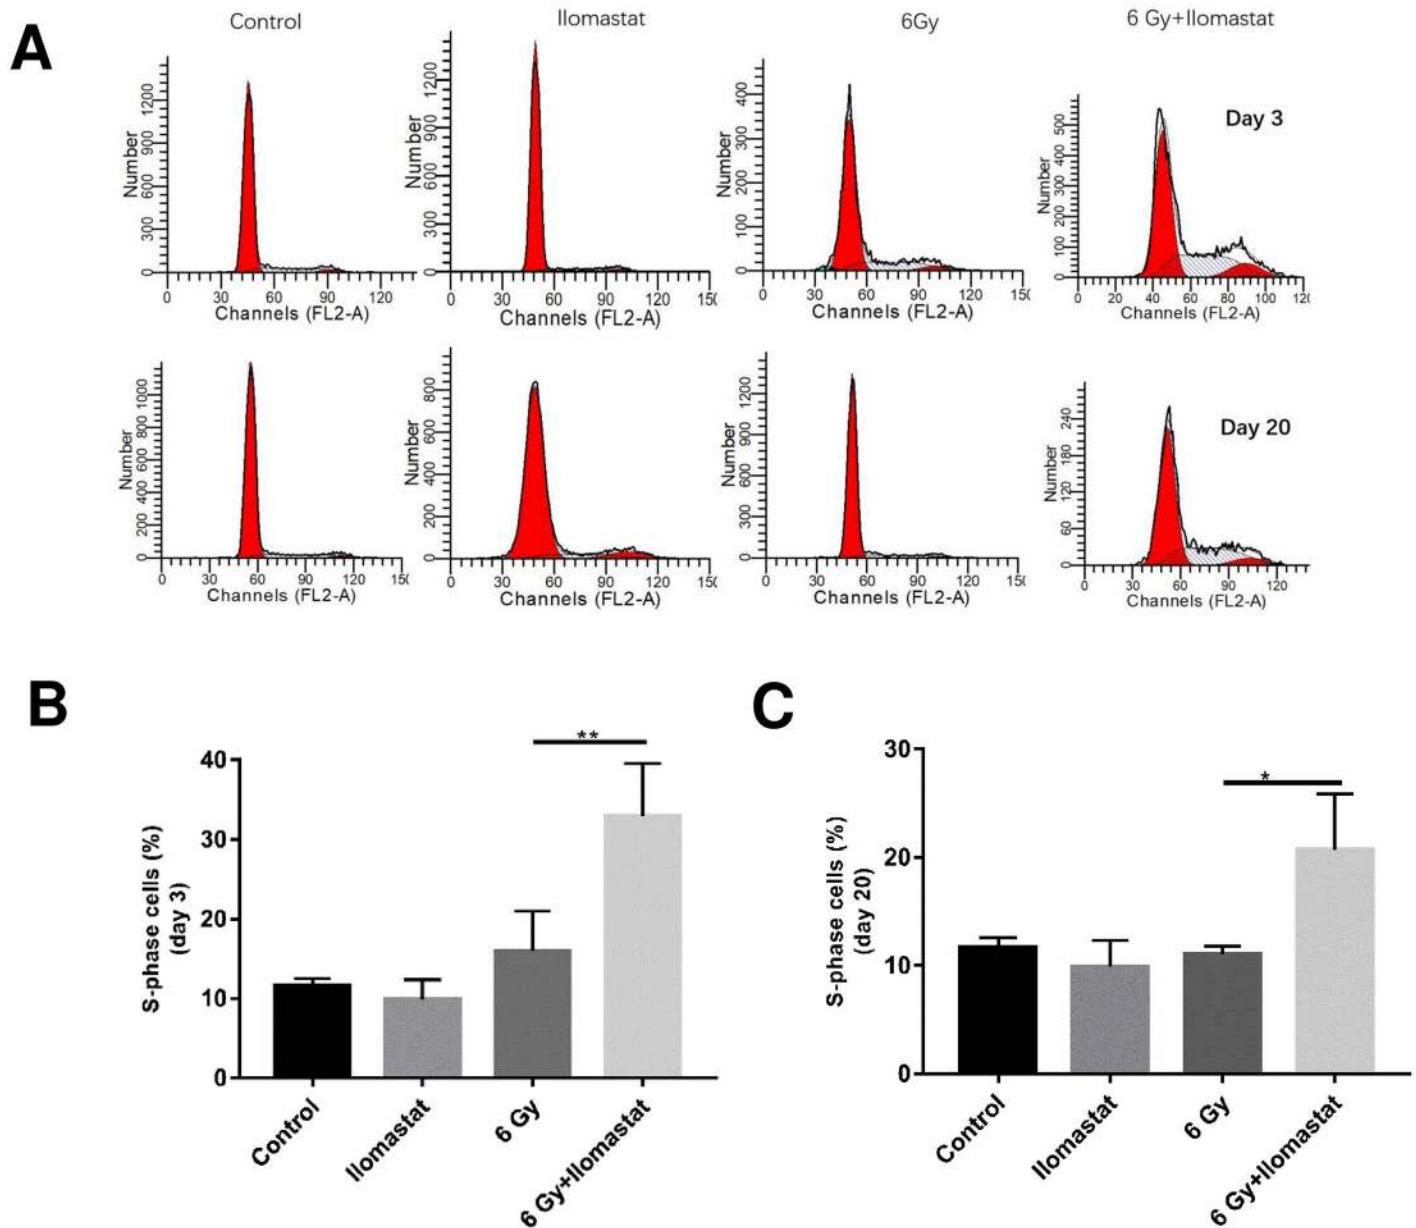 A
Control
Ilomastat
6Gy
6 Gy+Ilomastat
Number
1200
900
600
300
0
0 30 60 90 120
Channels (FL2-A)
Number
1200
900
600
300
0
0 30 60 90 120 150
Channels (FL2-A)
Number
400
300
200
100
0
0 30 60 90 120 150
Channels (FL2-A)
Day 3
Number
500
400
300
200
100
0
0 20 40 60 80 100 120
Channels (FL2-A)
Number
1000
800
600
400
200
0
0 30 60 90 120 150
Channels (FL2-A)
Number
800
600
400
200
0
0 30 60 90 120 150
Channels (FL2-A)
Number
1200
900
600
300
0
0 30 60 90 120 150
Channels (FL2-A)
Day 20
Number
240
180
120
60
0
0 30 60 90 120
Channels (FL2-A)
B
S-phase cells (%)
(day 3)
40
30
20
10
0
**
Control
Ilomastat
6 Gy
6 Gy+Ilomastat
C
S-phase cells (%)
(day 20)
30
20
10
0
*
Control
Ilomastat
6 Gy
6 Gy+Ilomastat